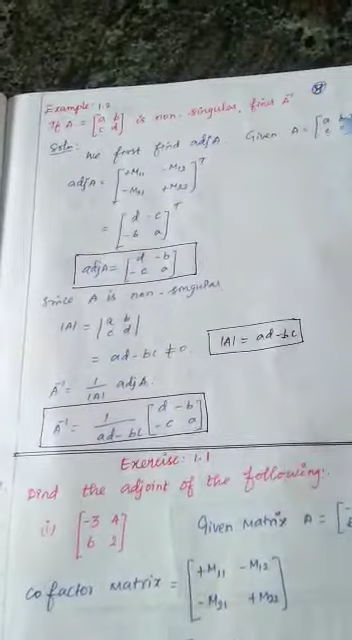 Example: 1.2
If A = [a b; c d] is non-singular, find A⁻¹
Soln: We first find adjA Given A = [a b; c
adjA = [+M₁₁ -M₁₂; -M₂₁ +M₂₂]ᵀ
= [d -c; -b a]ᵀ
adjA = [d -b; -c a]
Since A is non-singular
|A| = |a b; c d|
= ad-bc ≠ 0. |A| = ad-bc
A⁻¹ = 1/|A| adjA.
A⁻¹ = 1/(ad-bc) [d -b; -c a]
Exercise: 1.1
Find the adjoint of the following:
(i) [-3 4; 6 2] Given Matrix A = [-
Cofactor Matrix = [+M₁₁ -M₁₂; -M₂₁ +M₂₂]